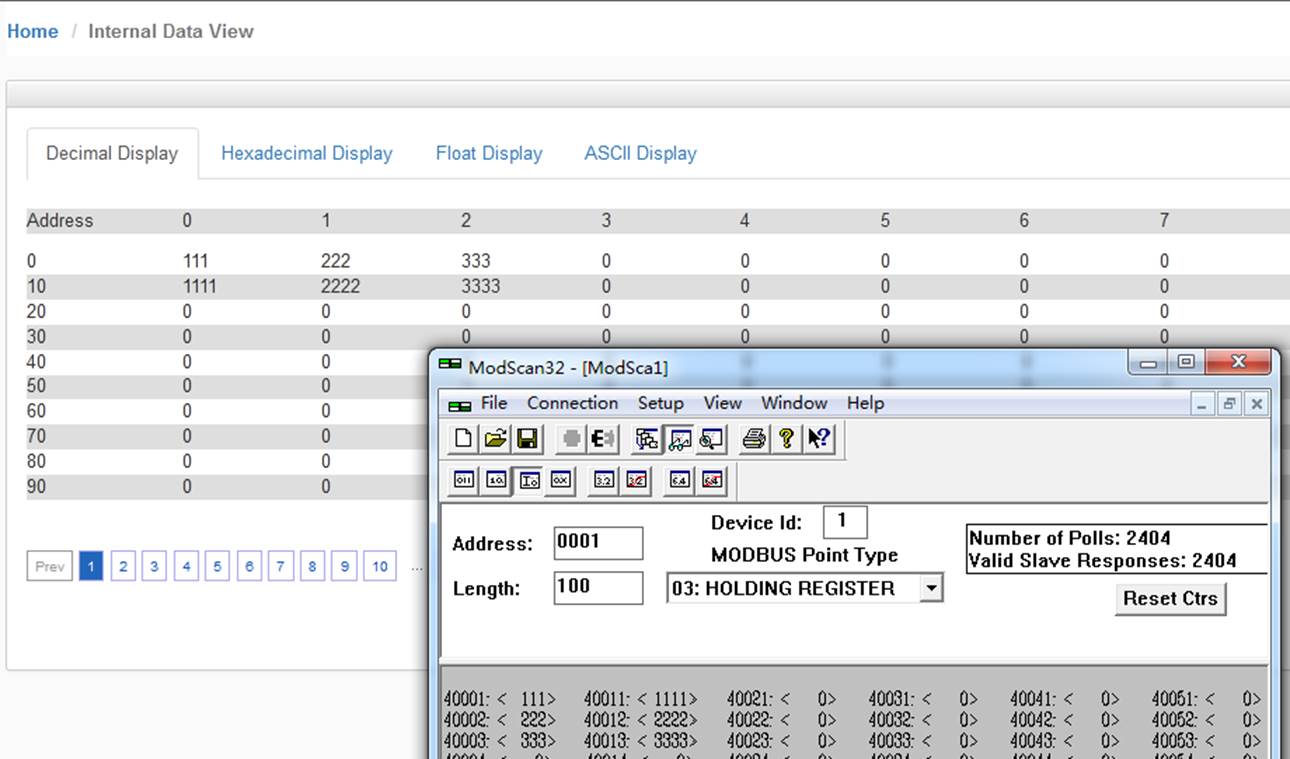 Home / Internal Data View
Decimal Display Hexadecimal Display Float Display ASCII Display
Address 0 1 2 3 4 5 6 7
0 111 222 333 0 0 0 0 0
10 1111 2222 3333 0 0 0 0 0
20 0 0 0 0 0 0 0 0
30 0 0 0 0 0 0 0 0
40 0 0
50 0 0
60 0 0
70 0 0
80 0 0
90 0 0
Prev 1 2 3 4 5 6 7 8 9 10 ...
ModScan32 - [ModSca1]
File Connection Setup View Window Help
Address: 0001
Length: 100
Device Id: 1
MODBUS Point Type
03: HOLDING REGISTER
Number of Polls: 2404
Valid Slave Responses: 2404
Reset Ctrs
40001: < 111> 40011: < 1111> 40021: < 0> 40031: < 0> 40041: < 0> 40051: < 0>
40002: < 222> 40012: < 2222> 40022: < 0> 40032: < 0> 40042: < 0> 40052: < 0>
40003: < 333> 40013: < 3333> 40023: < 0> 40033: < 0> 40043: < 0> 40053: < 0>